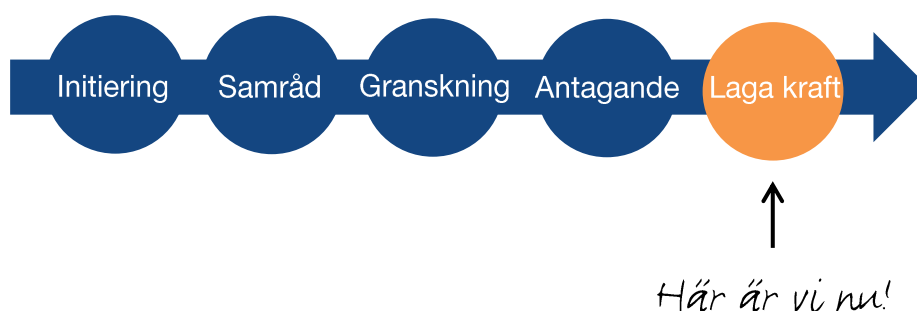 Initiering Samråd Granskning Antagande Laga kraft
Här är vi nu!